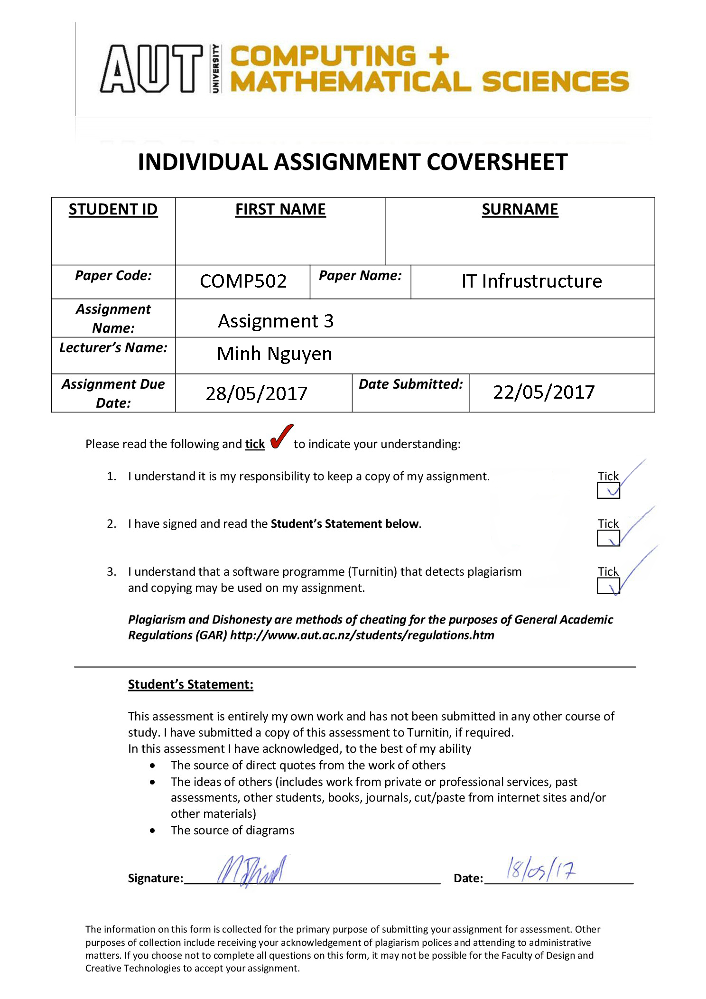 AUT UNIVERSITY COMPUTING +
MATHEMATICAL SCIENCES
INDIVIDUAL ASSIGNMENT COVERSHEET
STUDENT ID FIRST NAME SURNAME
Paper Code: COMP502 Paper Name: IT Infrustructure
Assignment
Name: Assignment 3
Lecturer’s Name: Minh Nguyen
Assignment Due
Date: 28/05/2017 Date Submitted: 22/05/2017
Please read the following and tick to indicate your understanding:
1. I understand it is my responsibility to keep a copy of my assignment. Tick
2. I have signed and read the Student’s Statement below. Tick
3. I understand that a software programme (Turnitin) that detects plagiarism Tick
and copying may be used on my assignment.
Plagiarism and Dishonesty are methods of cheating for the purposes of General Academic
Regulations (GAR) http://www.aut.ac.nz/students/regulations.htm
Student’s Statement:
This assessment is entirely my own work and has not been submitted in any other course of
study. I have submitted a copy of this assessment to Turnitin, if required.
In this assessment I have acknowledged, to the best of my ability
• The source of direct quotes from the work of others
• The ideas of others (includes work from private or professional services, past
assessments, other students, books, journals, cut/paste from internet sites and/or
other materials)
• The source of diagrams
Signature: Date: 18/05/17
The information on this form is collected for the primary purpose of submitting your assignment for assessment. Other
purposes of collection include receiving your acknowledgement of plagiarism polices and attending to administrative
matters. If you choose not to complete all questions on this form, it may not be possible for the Faculty of Design and
Creative Technologies to accept your assignment.